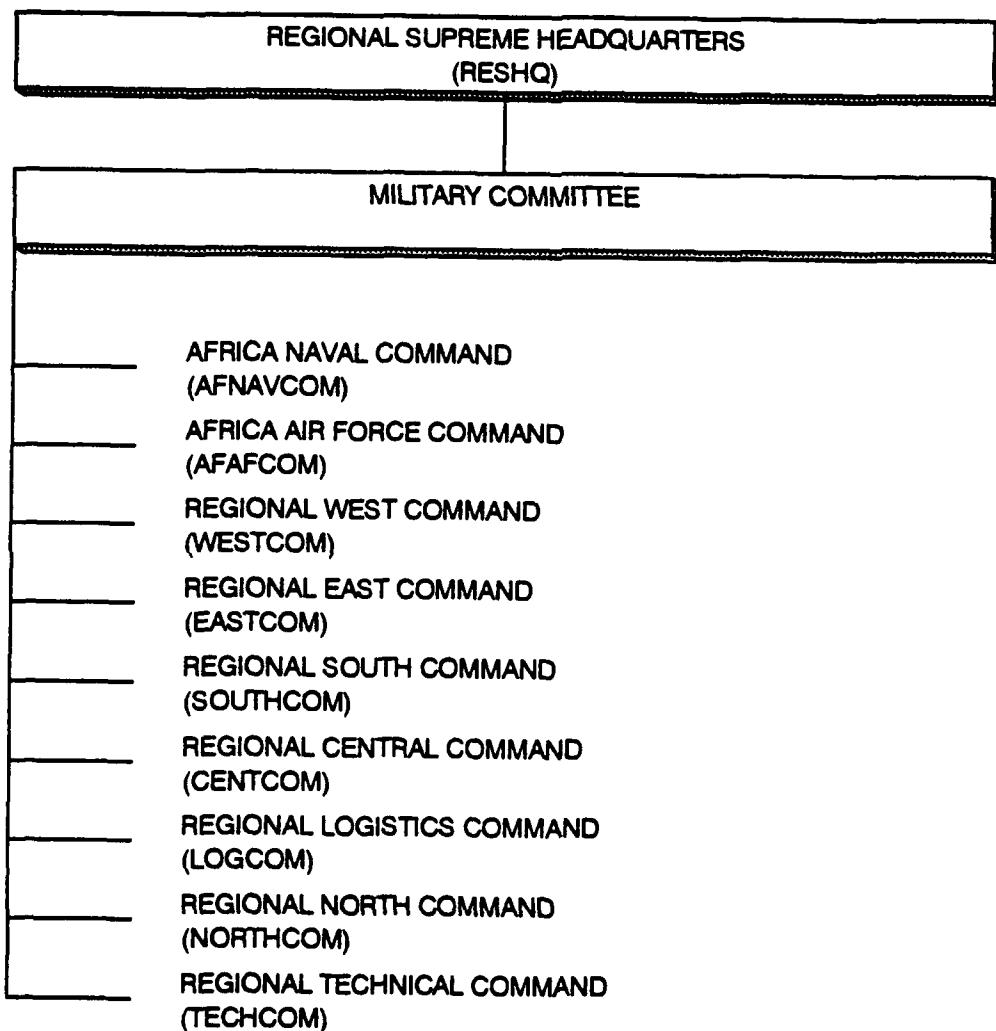 REGIONAL SUPREME HEADQUARTERS
(RESHQ)
MILITARY COMMITTEE
AFRICA NAVAL COMMAND
(AFNAVCOM)
AFRICA AIR FORCE COMMAND
(AFAFCOM)
REGIONAL WEST COMMAND
(WESTCOM)
REGIONAL EAST COMMAND
(EASTCOM)
REGIONAL SOUTH COMMAND
(SOUTHCOM)
REGIONAL CENTRAL COMMAND
(CENTCOM)
REGIONAL LOGISTICS COMMAND
(LOGCOM)
REGIONAL NORTH COMMAND
(NORTHCOM)
REGIONAL TECHNICAL COMMAND
(TECHCOM)